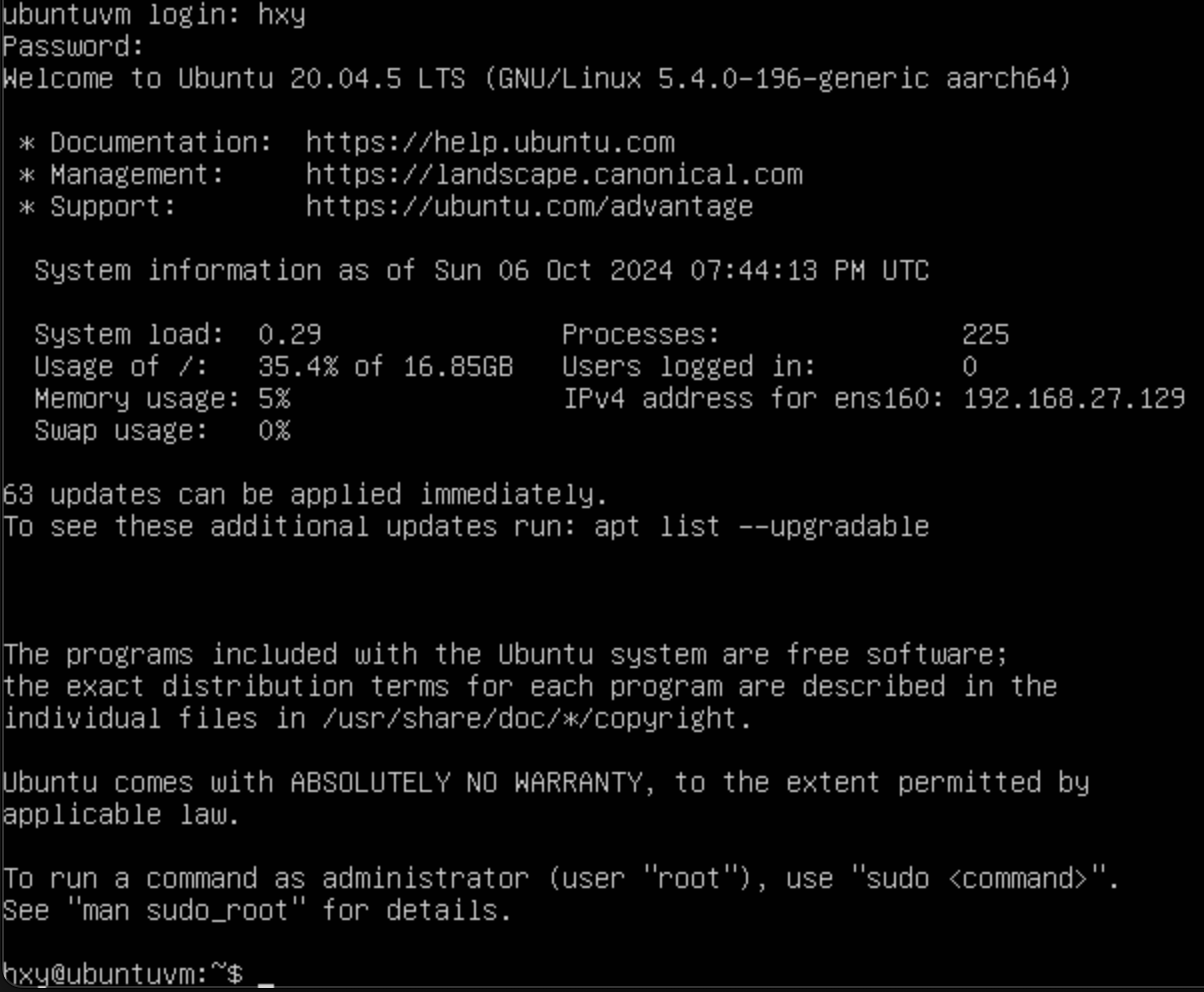 ubuntuvm login: hxy
Password:
Welcome to Ubuntu 20.04.5 LTS (GNU/Linux 5.4.0-196-generic aarch64)
* Documentation:  https://help.ubuntu.com
* Management:     https://landscape.canonical.com
* Support:        https://ubuntu.com/advantage
System information as of Sun 06 Oct 2024 07:44:13 PM UTC
System load:  0.29               Processes:               225
Usage of /:   35.4% of 16.85GB   Users logged in:         0
Memory usage: 5%                 IPv4 address for ens160: 192.168.27.129
Swap usage:   0%
63 updates can be applied immediately.
To see these additional updates run: apt list --upgradable
The programs included with the Ubuntu system are free software;
the exact distribution terms for each program are described in the
individual files in /usr/share/doc/*/copyright.
Ubuntu comes with ABSOLUTELY NO WARRANTY, to the extent permitted by
applicable law.
To run a command as administrator (user "root"), use "sudo <command>".
See "man sudo_root" for details.
hxy@ubuntuvm:~$ _